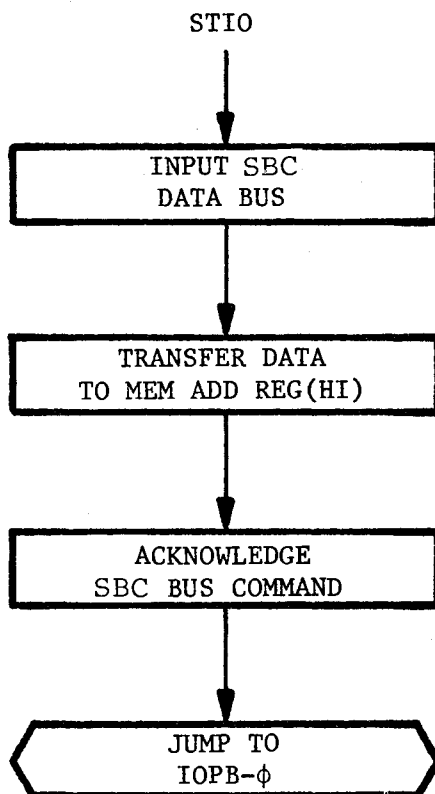 STIO
INPUT SBC
DATA BUS
TRANSFER DATA
TO MEM ADD REG(HI)
ACKNOWLEDGE
SBC BUS COMMAND
JUMP TO
IOPB-ϕ